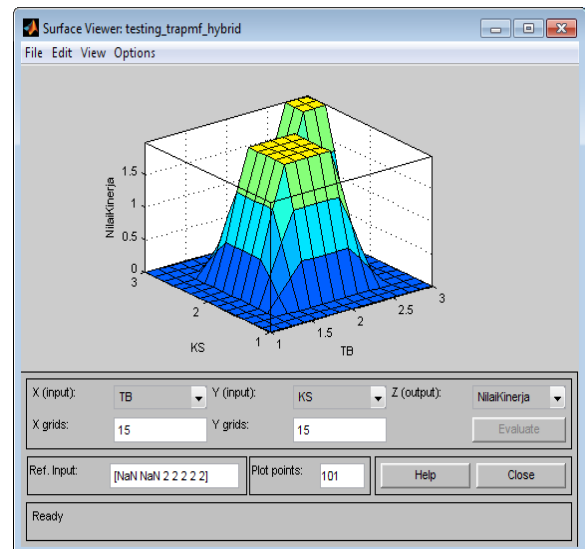 Surface Viewer: testing_trapmf_hybrid
File Edit View Options
NilaiKinerja
1.5
1
0.5
0
3
2
1
KS
1
1.5
2
2.5
3
TB
X (input): TB Y (input): KS Z (output): NilaiKinerja
X grids: 15 Y grids: 15 Evaluate
Ref. Input: [NaN NaN 2 2 2 2 2] Plot points: 101 Help Close
Ready